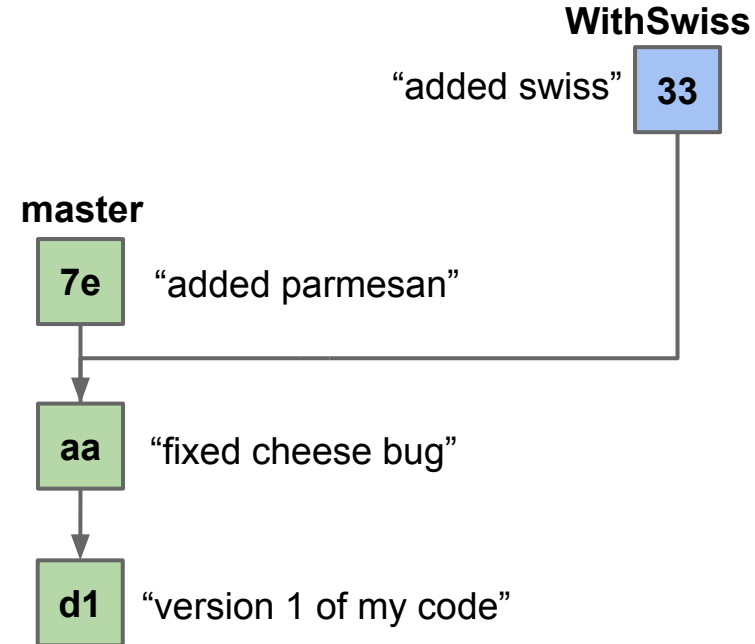 WithSwiss
“added swiss” 33
master
7e “added parmesan”
aa “fixed cheese bug”
d1 “version 1 of my code”